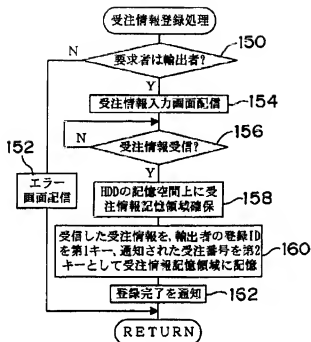 受注情報登録処理
150
N
要求者は輸出者?
Y
154
受注情報入力画面配信
156
N
受注情報受信?
152
Y
エラー
画面配信
158
HDDの記憶空間上に受
注情報記憶領域確保
160
受信した受注情報を、輸出者の登録ID
を第1キー、通知された受注番号を第2
キーとして受注情報記憶領域に記憶
162
登録完了を通知
RETURN